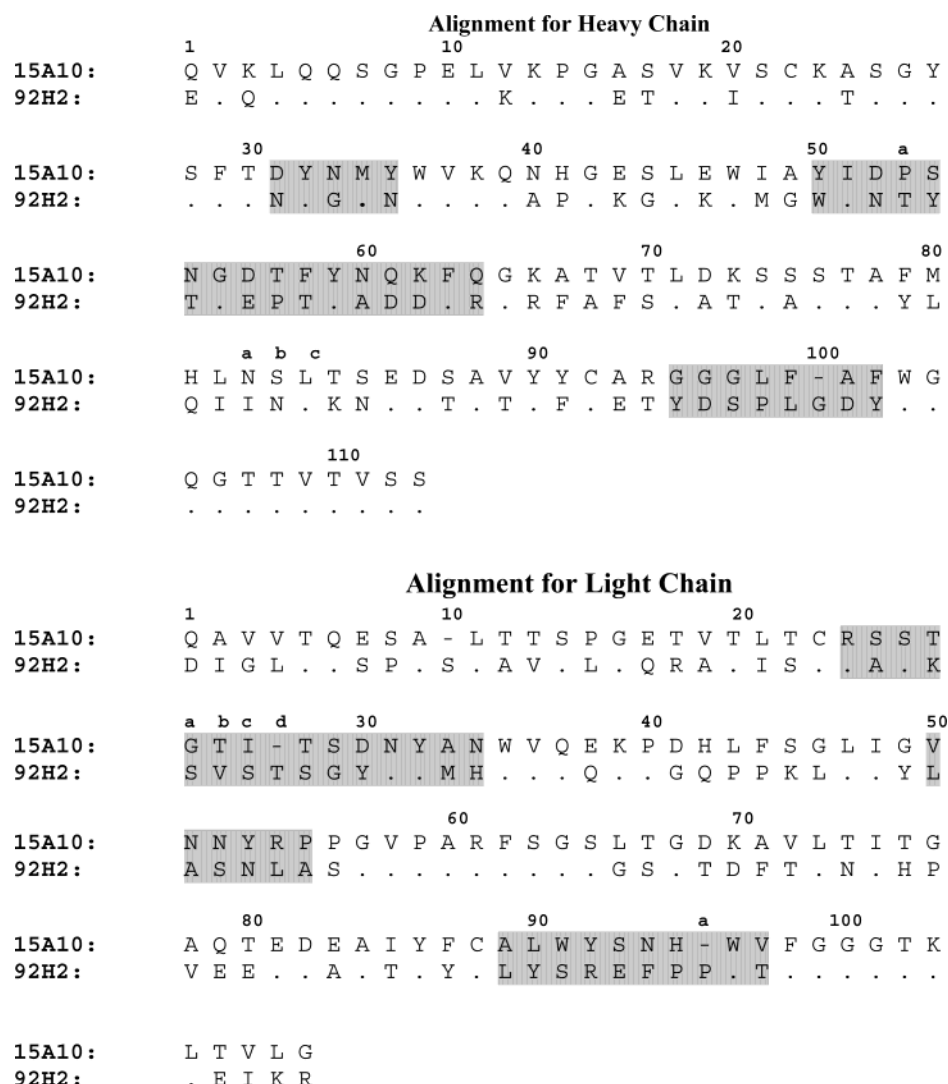 Alignment for Heavy Chain
1 10 20
15A10: Q V K L Q Q S G P E L V K P G A S V K V S C K A S G Y
92H2: E . Q . . . . . . . . K . . . E T . . I . . . T . . .
30 40 50 a
15A10: S F T D Y N M Y W V K Q N H G E S L E W I A Y I D P S
92H2: . . . N . G . N . . . . A P . K G . K . M G W . N T Y
60 70 80
15A10: N G D T F Y N Q K F Q G K A T V T L D K S S S T A F M
92H2: T . E P T . A D D . R . R F A F S . A T . A . . . Y L
a b c 90 100
15A10: H L N S L T S E D S A V Y Y C A R G G G L F - A F W G
92H2: Q I I N . K N . . T . T . F . E T Y D S P L G D Y . .
110
15A10: Q G T T V T V S S
92H2: . . . . . . . . .
Alignment for Light Chain
1 10 20
15A10: Q A V V T Q E S A - L T T S P G E T V T L T C R S S T
92H2: D I G L . . S P . S . A V . L . Q R A . I S . . A . K
a b c d 30 40 50
15A10: G T I - T S D N Y A N W V Q E K P D H L F S G L I G V
92H2: S V S T S G Y . . M H . . . Q . . G Q P P K L . . Y L
60 70
15A10: N N Y R P P G V P A R F S G S L T G D K A V L T I T G
92H2: A S N L A S . . . . . . . . . G S . T D F T . N . H P
80 90 a 100
15A10: A Q T E D E A I Y F C A L W Y S N H - W V F G G G T K
92H2: V E E . . A . T . Y . L Y S R E F P P . T . . . . . .
15A10: L T V L G
92H2: . E I K R